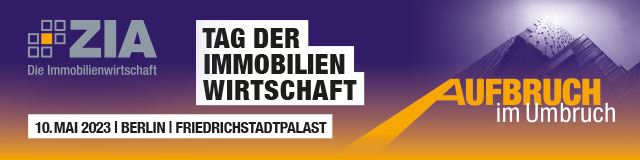 ZIA
Die Immobilienwirtschaft
TAG DER
IMMOBILIEN
WIRTSCHAFT
10. MAI 2023 | BERLIN | FRIEDRICHSTADTPALAST
AUFBRUCH
im Umbruch